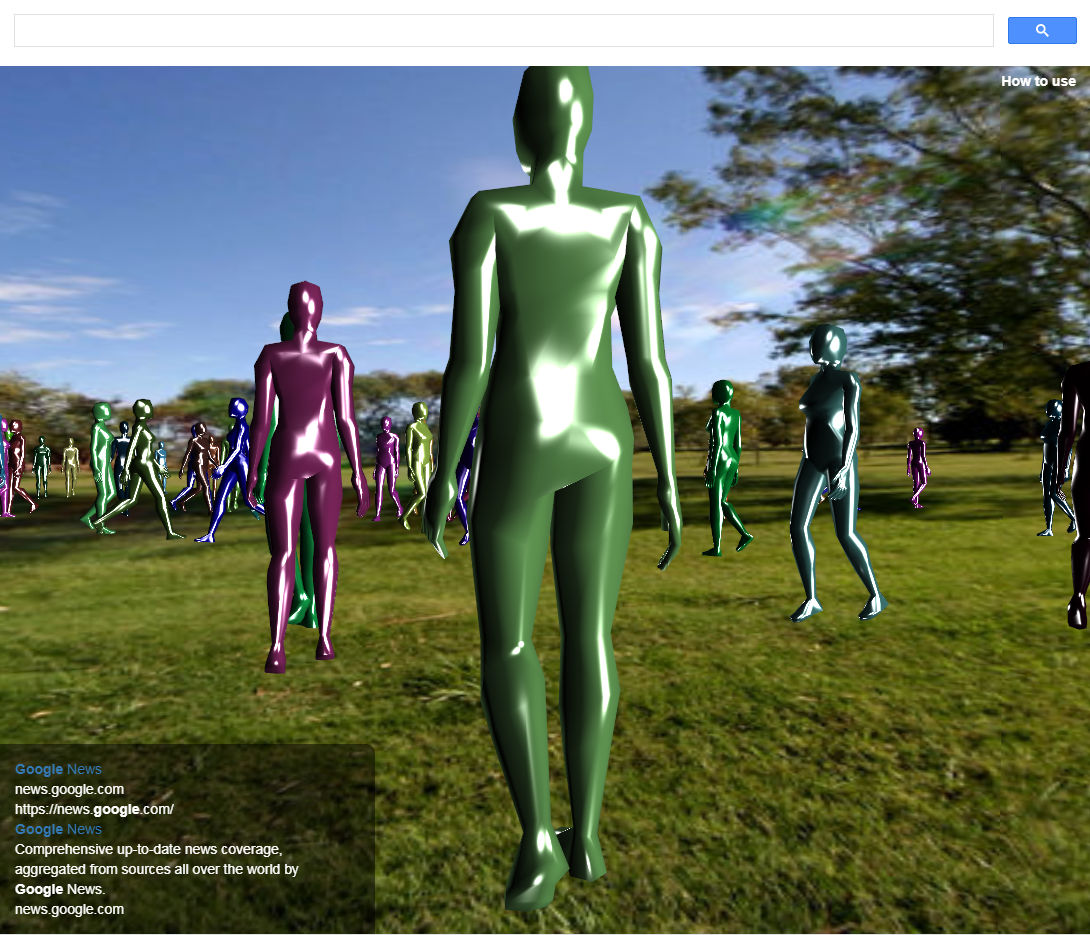 How to use
Google News
news.google.com
https://news.google.com/
Google News
Comprehensive up-to-date news coverage,
aggregated from sources all over the world by
Google News.
news.google.com